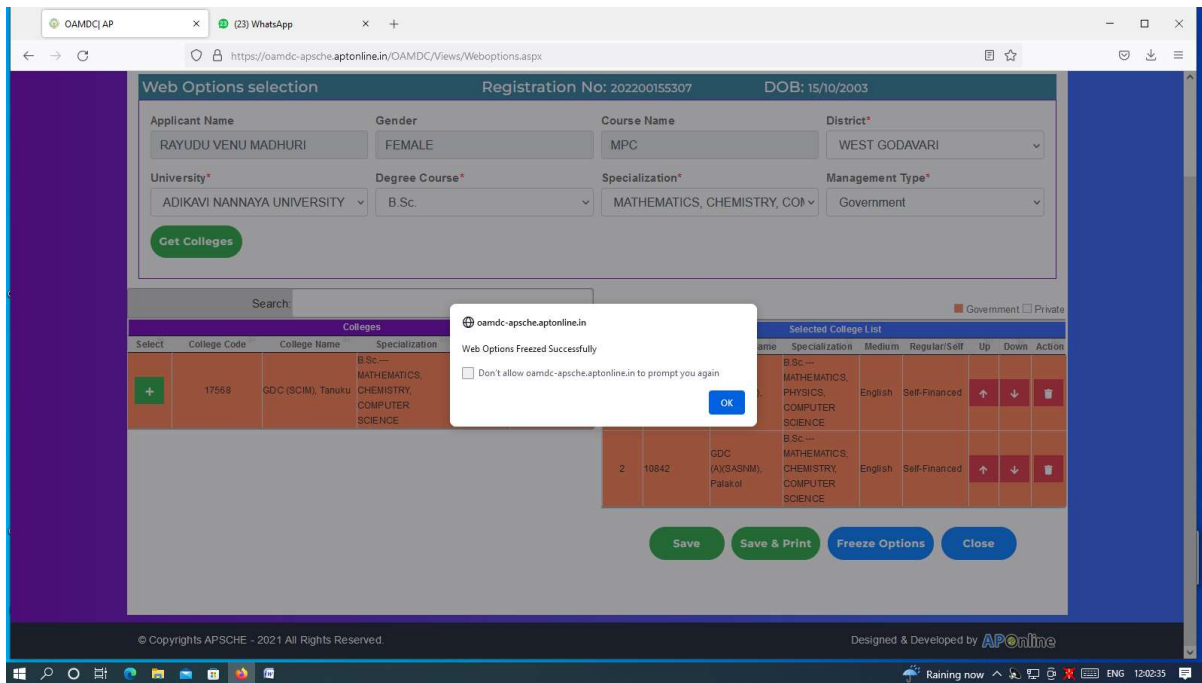 OAMDC| AP
(23) WhatsApp
https://oamdc-apsche.aptonline.in/OAMDC/Views/Weboptions.aspx
Web Options selection Registration No: 202200155307 DOB: 15/10/2003
Applicant Name Gender Course Name District*
RAYUDU VENU MADHURI FEMALE MPC WEST GODAVARI
University* Degree Course* Specialization* Management Type*
ADIKAVI NANNAYA UNIVERSITY B.Sc. MATHEMATICS, CHEMISTRY, COM Government
Get Colleges
Search:
Government Private
Colleges
Select College Code College Name Specialization
17568 GDC (SCIM), Tanuku B.Sc --- MATHEMATICS, CHEMISTRY, COMPUTER SCIENCE
oamdc-apsche.aptonline.in
Web Options Freezed Successfully
Don't allow oamdc-apsche.aptonline.in to prompt you again
OK
Selected College List
ame Specialization Medium Regular/Self Up Down Action
B.Sc ---
MATHEMATICS,
PHYSICS,
COMPUTER
SCIENCE
English Self-Financed
2 10842
GDC
(A)(SASNM),
Palakol
B.Sc ---
MATHEMATICS,
CHEMISTRY,
COMPUTER
SCIENCE
English Self-Financed
Save Save & Print Freeze Options Close
© Copyrights APSCHE - 2021 All Rights Reserved.
Designed & Developed by APOnline
Raining now ENG 12:02:35